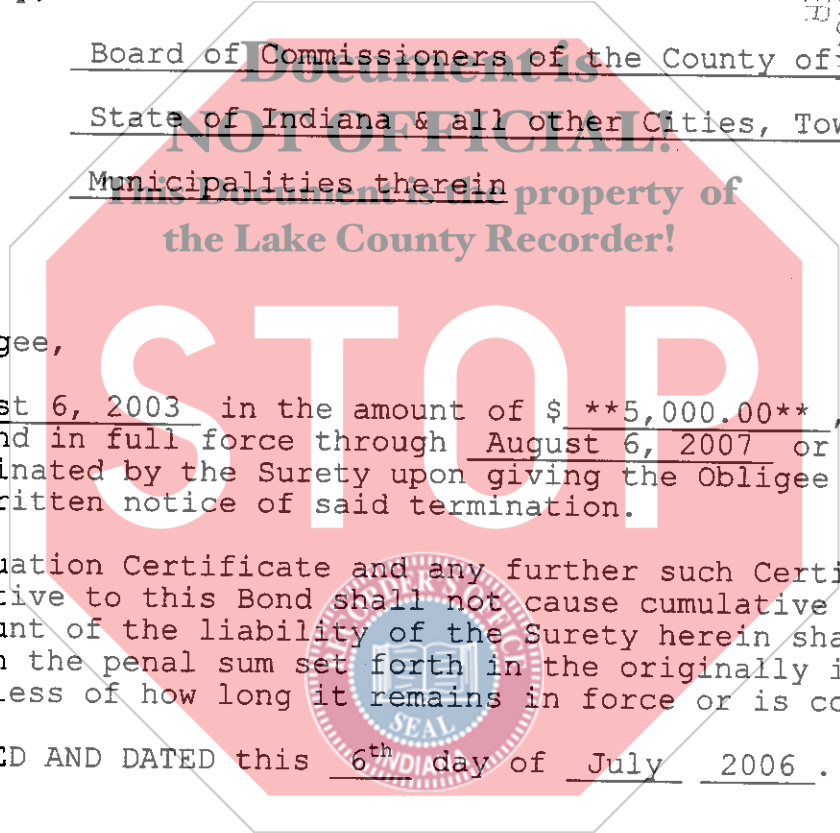 Board of Commissioners of the County of
State of Indiana & all other Cities, Tow
Municipalities therein
Document is
NOT OFFICIAL!
This Document is the property of
the Lake County Recorder!
STOP
gee,
st 6, 2003 in the amount of $ **5,000.00** ,
nd in full force through August 6, 2007 or
inated by the Surety upon giving the Obligee
ritten notice of said termination.
uation Certificate and any further such Certi
tive to this Bond shall not cause cumulative
unt of the liability of the Surety herein sha
n the penal sum set forth in the originally i
less of how long it remains in force or is co
ED AND DATED this 6th day of July 2006 .
RECORDER'S OFFICE
SEAL
INDIANA